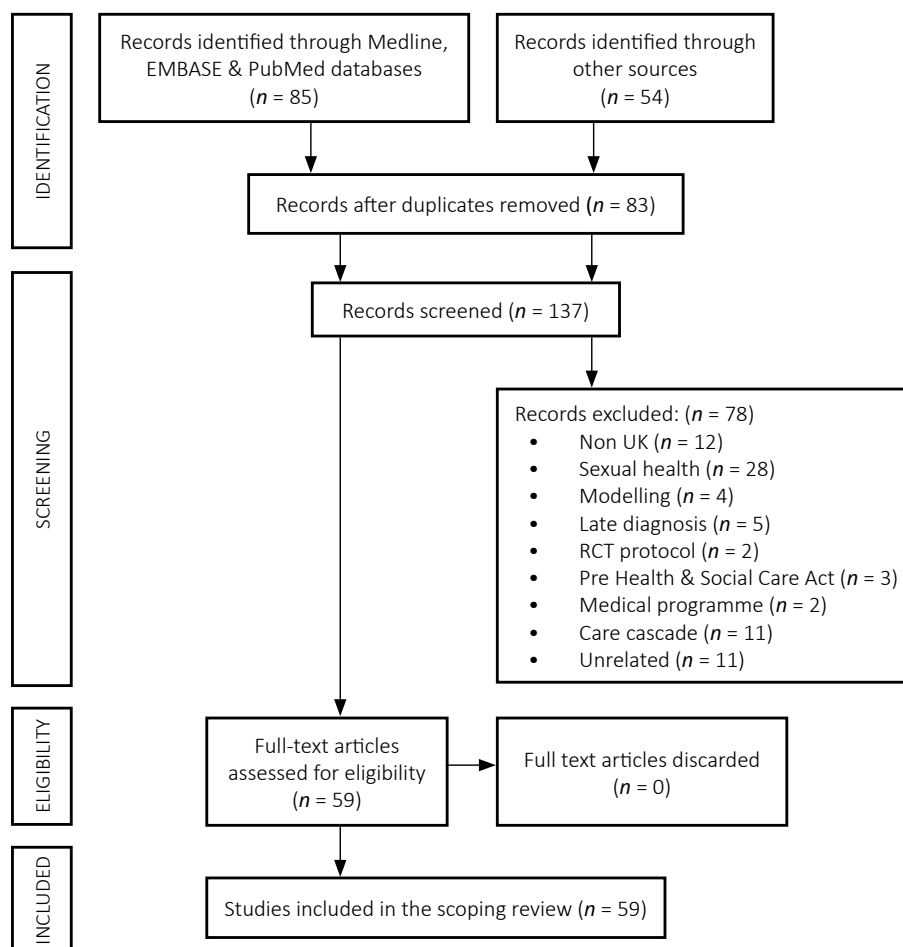 IDENTIFICATION
Records identified through Medline,
EMBASE & PubMed databases
(n = 85)
Records identified through
other sources
(n = 54)
Records after duplicates removed (n = 83)
SCREENING
Records screened (n = 137)
Records excluded: (n = 78)
• Non UK (n = 12)
• Sexual health (n = 28)
• Modelling (n = 4)
• Late diagnosis (n = 5)
• RCT protocol (n = 2)
• Pre Health & Social Care Act (n = 3)
• Medical programme (n = 2)
• Care cascade (n = 11)
• Unrelated (n = 11)
ELIGIBILITY
Full-text articles
assessed for eligibility
(n = 59)
Full text articles discarded
(n = 0)
INCLUDED
Studies included in the scoping review (n = 59)